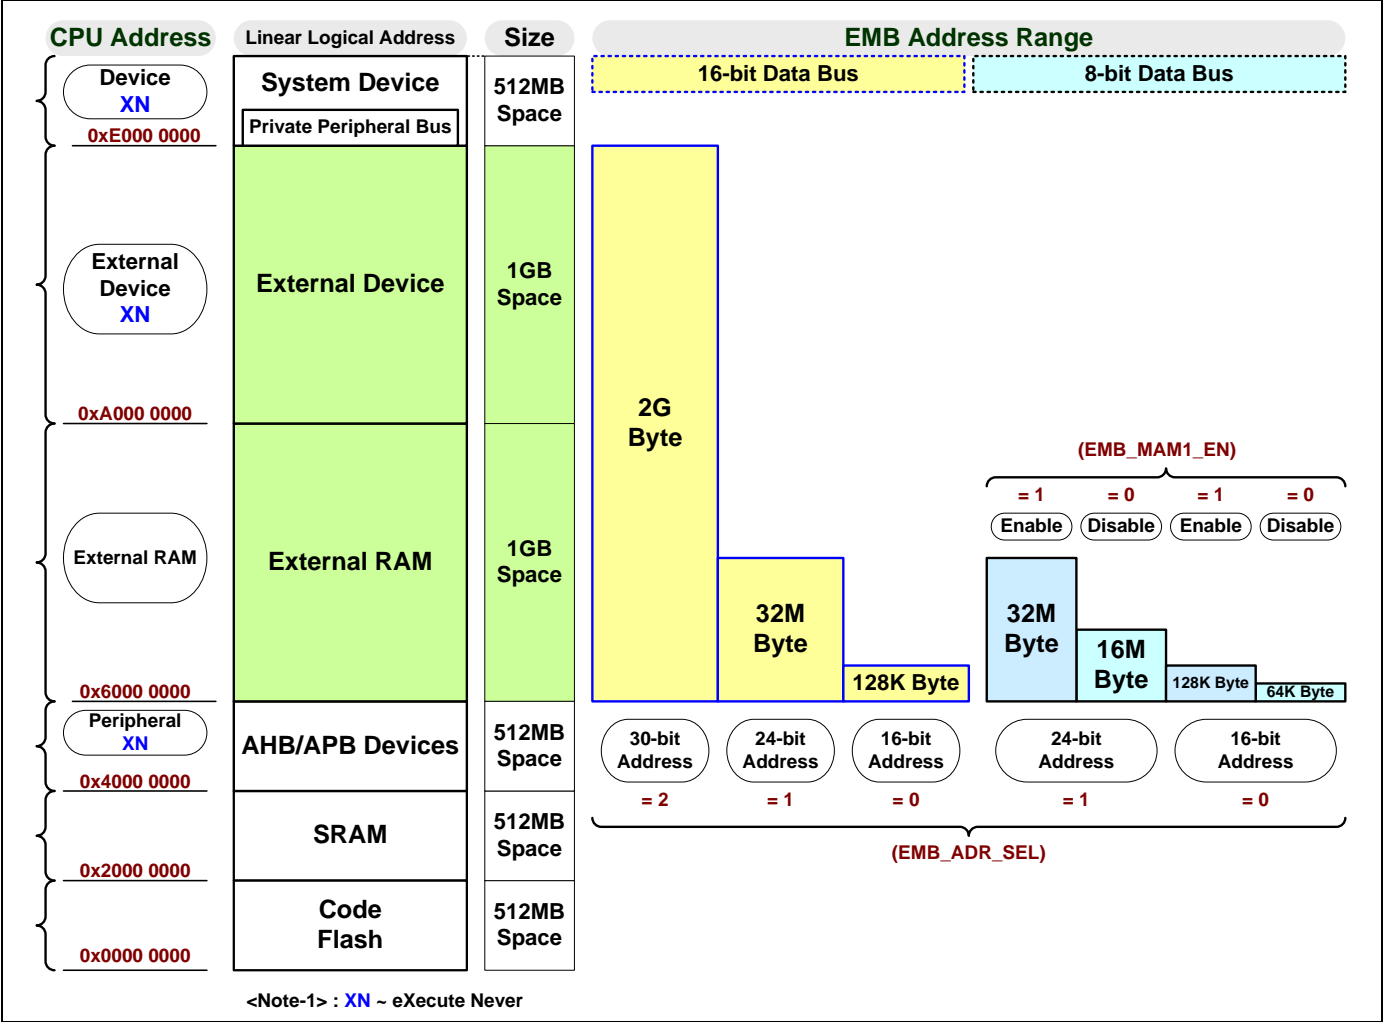 CPU Address
Linear Logical Address
Size
EMB Address Range
Device
XN
0xE000 0000
System Device
Private Peripheral Bus
512MB
Space
16-bit Data Bus
8-bit Data Bus
External
Device
XN
0xA000 0000
External Device
1GB
Space
2G
Byte
External RAM
0x6000 0000
External RAM
1GB
Space
32M
Byte
128K Byte
(EMB_MAM1_EN)
= 1
= 0
= 1
= 0
Enable
Disable
Enable
Disable
32M
Byte
16M
Byte
128K Byte
64K Byte
Peripheral
XN
0x4000 0000
AHB/APB Devices
512MB
Space
30-bit
Address
24-bit
Address
16-bit
Address
24-bit
Address
16-bit
Address
= 2
= 1
= 0
= 1
= 0
(EMB_ADR_SEL)
0x2000 0000
SRAM
512MB
Space
0x0000 0000
Code
Flash
512MB
Space
<Note-1> : XN ~ eXecute Never